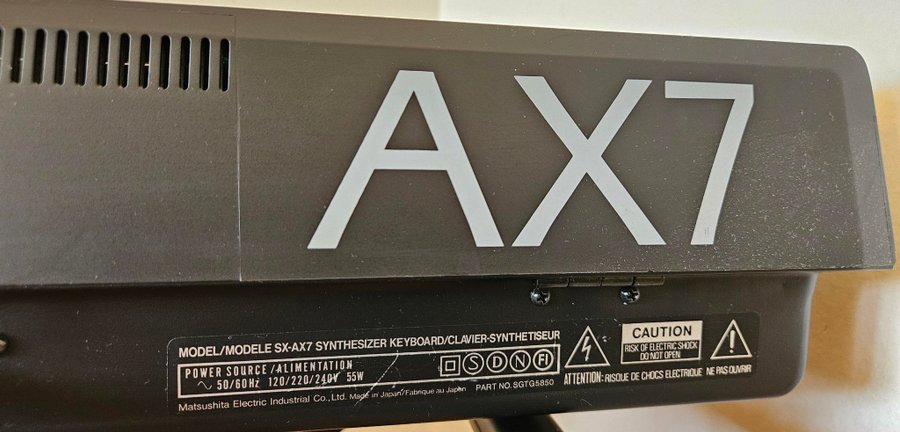 AX7
MODEL/MODELE SX-AX7 SYNTHESIZER KEYBOARD/CLAVIER-SYNTHETISEUR
POWER SOURCE/ALIMENTATION
∼ 50/60Hz 120/220/240V 55W
S D N FI
Matsushita Electric Industrial Co., Ltd. Made in Japan/Fabrique au Japon PART NO. SGTG5850
CAUTION
RISK OF ELECTRIC SHOCK
DO NOT OPEN
ATTENTION: RISQUE DE CHOCS ELECTRIQUE NE PAS OUVRIR